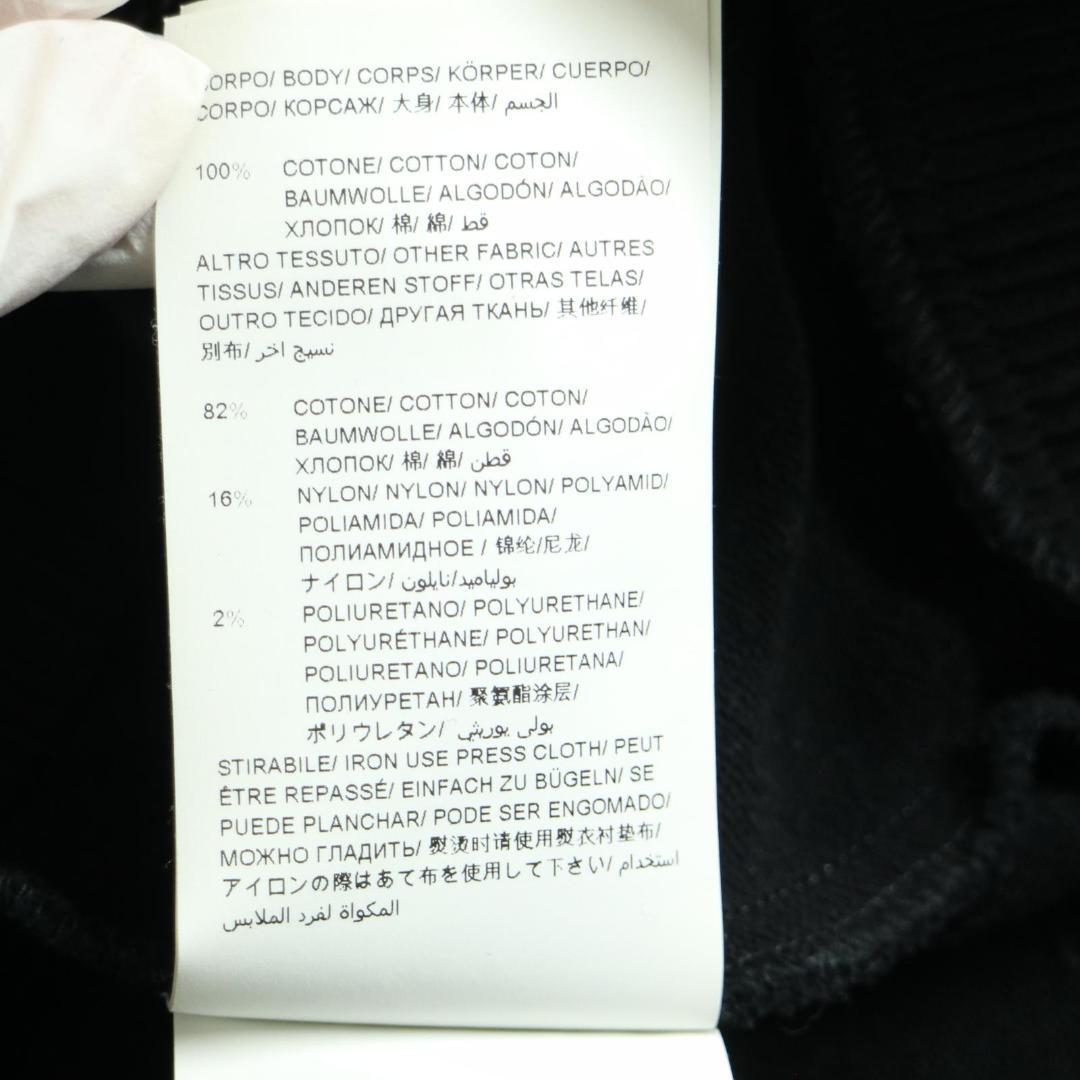 CORPO/ BODY/ CORPS/ KÖRPER/ CUERPO/
CORPO/ КОРСАЖ/ 大身/ 本体/ الجسم
100% COTONE/ COTTON/ COTON/
BAUMWOLLE/ ALGODÓN/ ALGODÃO/
ХЛОПОК/ 棉/ 綿/ قط
ALTRO TESSUTO/ OTHER FABRIC/ AUTRES
TISSUS/ ANDEREN STOFF/ OTRAS TELAS/
OUTRO TECIDO/ ДРУГАЯ ТКАНЬ/ 其他纤维/
別布/ نسيج اخر
82% COTONE/ COTTON/ COTON/
BAUMWOLLE/ ALGODÓN/ ALGODÃO/
ХЛОПОК/ 棉/ 綿/ قطن
16% NYLON/ NYLON/ NYLON/ POLYAMID/
POLIAMIDA/ POLIAMIDA/
ПОЛИАМИДНОЕ / 锦纶/尼龙/
ナイロン/ بولياميد/نايلون
2% POLIURETANO/ POLYURETHANE/
POLYURÉTHANE/ POLYURETHAN/
POLIURETANO/ POLIURETANA/
ПОЛИУРЕТАН/ 聚氨酯涂层/
ポリウレタン/ بولى يوريثي
STIRABILE/ IRON USE PRESS CLOTH/ PEUT
ÊTRE REPASSÉ/ EINFACH ZU BÜGELN/ SE
PUEDE PLANCHAR/ PODE SER ENGOMADO/
МОЖНО ГЛАДИТЬ/ 熨烫时请使用熨衣衬垫布/
アイロンの際はあて布を使用して下さい/ استخدام
المكواة لفرد الملابس